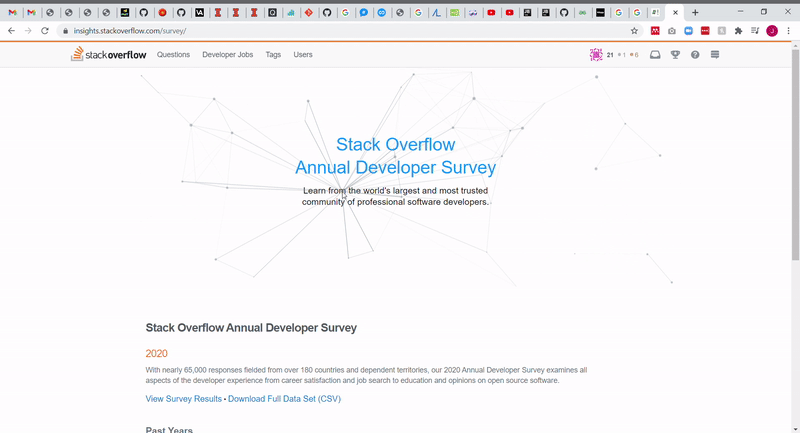 insights.stackoverflow.com/survey/
stackoverflow
Questions
Developer Jobs
Tags
Users
21
1
6
Stack Overflow
Annual Developer Survey
Learn from the world's largest and most trusted
community of professional software developers.
Stack Overflow Annual Developer Survey
2020
With nearly 65,000 responses fielded from over 180 countries and dependent territories, our 2020 Annual Developer Survey examines all
aspects of the developer experience from career satisfaction and job search to education and opinions on open source software.
View Survey Results • Download Full Data Set (CSV)
Past Years